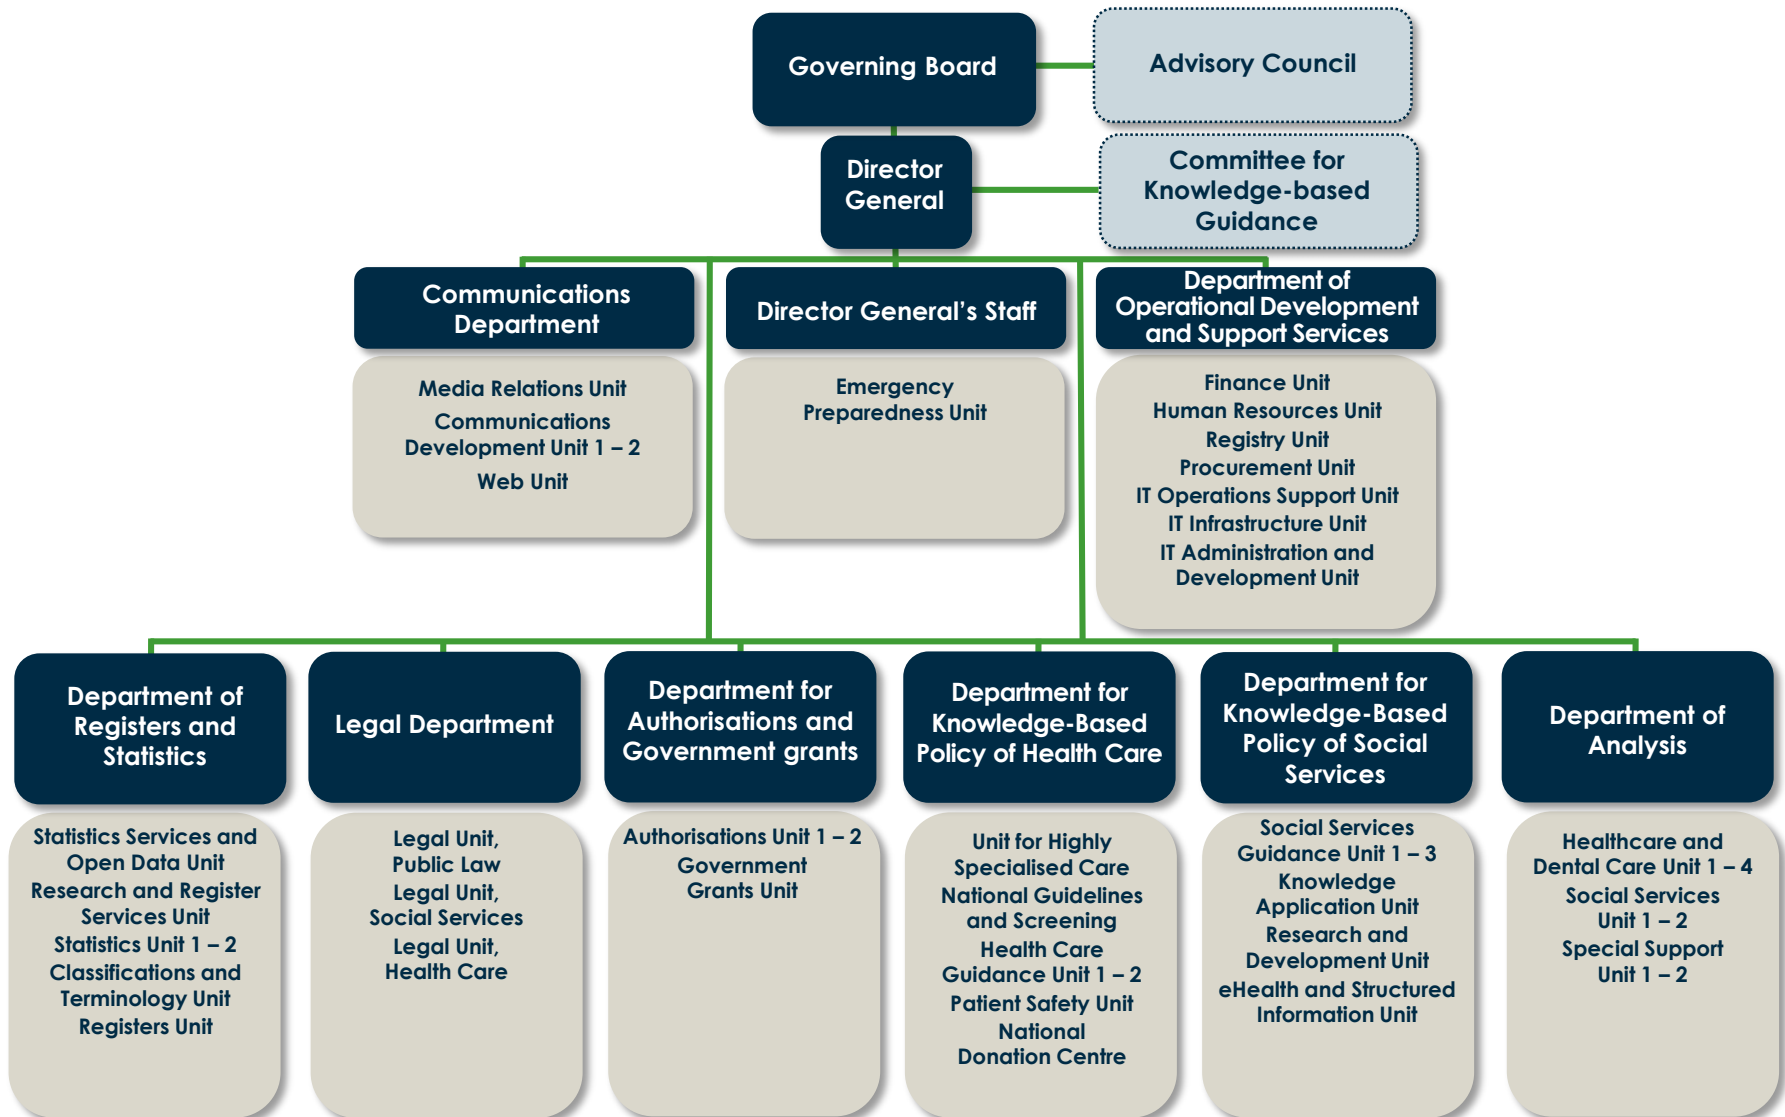 Governing Board
Advisory Council
Director
General
Committee for
Knowledge-based
Guidance
Communications
Department
Director General’s Staff
Department of
Operational Development
and Support Services
Media Relations Unit
Communications
Development Unit 1 – 2
Web Unit
Emergency
Preparedness Unit
Finance Unit
Human Resources Unit
Registry Unit
Procurement Unit
IT Operations Support Unit
IT Infrastructure Unit
IT Administration and
Development Unit
Department of
Registers and
Statistics
Legal Department
Department for
Authorisations and
Government grants
Department for
Knowledge-Based
Policy of Health Care
Department for
Knowledge-Based
Policy of Social
Services
Department of
Analysis
Statistics Services and
Open Data Unit
Research and Register
Services Unit
Statistics Unit 1 – 2
Classifications and
Terminology Unit
Registers Unit
Legal Unit,
Public Law
Legal Unit,
Social Services
Legal Unit,
Health Care
Authorisations Unit 1 – 2
Government
Grants Unit
Unit for Highly
Specialised Care
National Guidelines
and Screening
Health Care
Guidance Unit 1 – 2
Patient Safety Unit
National
Donation Centre
Social Services
Guidance Unit 1 – 3
Knowledge
Application Unit
Research and
Development Unit
eHealth and Structured
Information Unit
Healthcare and
Dental Care Unit 1 – 4
Social Services
Unit 1 – 2
Special Support
Unit 1 – 2